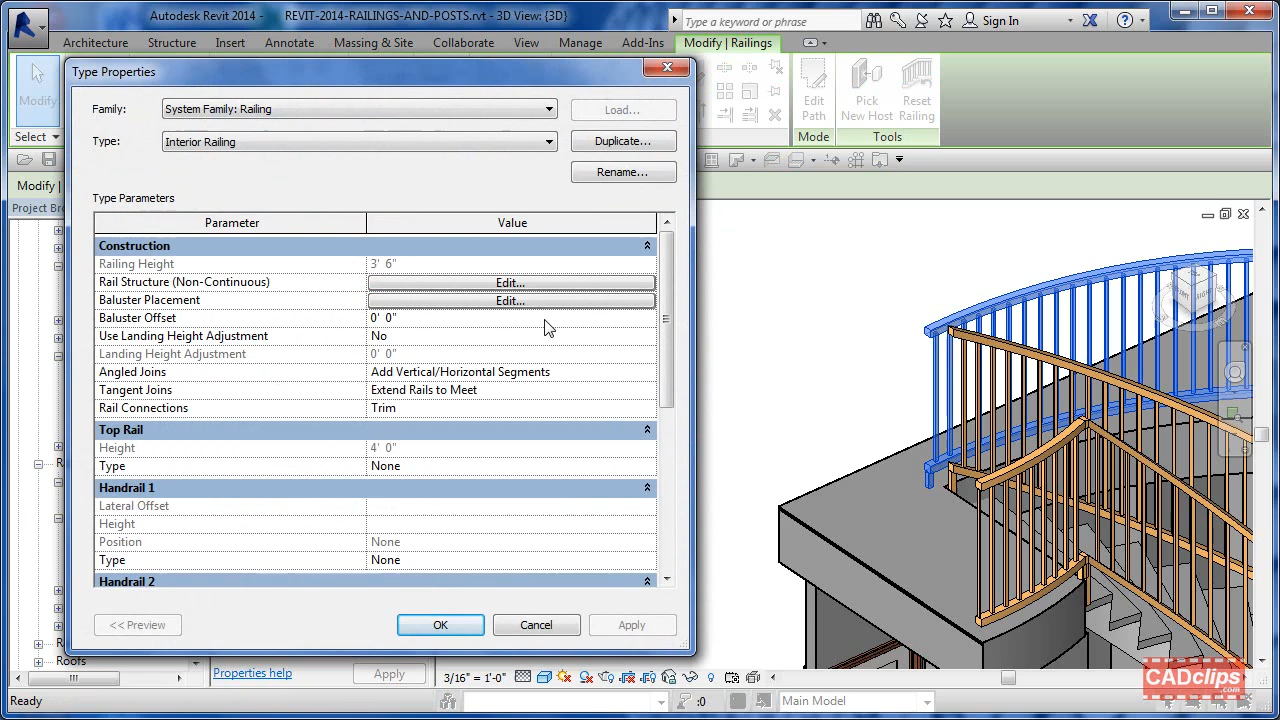 Autodesk Revit 2014 - REVIT-2014-RAILINGS-AND-POSTS.rvt - 3D View: {3D}
Type a keyword or phrase
Sign In
Architecture Structure Insert Annotate Massing & Site Collaborate View Manage Add-Ins Modify | Railings
Modify
Select
Edit Path
Pick New Host
Reset Railing
Mode
Tools
Modify |
Project Bro
Type Properties
Family: System Family: Railing Load...
Type: Interior Railing Duplicate...
Rename...
Type Parameters
Parameter Value
Construction
Railing Height 3' 6"
Rail Structure (Non-Continuous) Edit...
Baluster Placement Edit...
Baluster Offset 0' 0"
Use Landing Height Adjustment No
Landing Height Adjustment 0' 0"
Angled Joins Add Vertical/Horizontal Segments
Tangent Joins Extend Rails to Meet
Rail Connections Trim
Top Rail
Height 4' 0"
Type None
Handrail 1
Lateral Offset
Height
Position None
Type None
Handrail 2
<< Preview OK Cancel Apply
Roofs
Properties help Apply
3/16" = 1'-0"
Ready
:0
Main Model
CADclips
.com